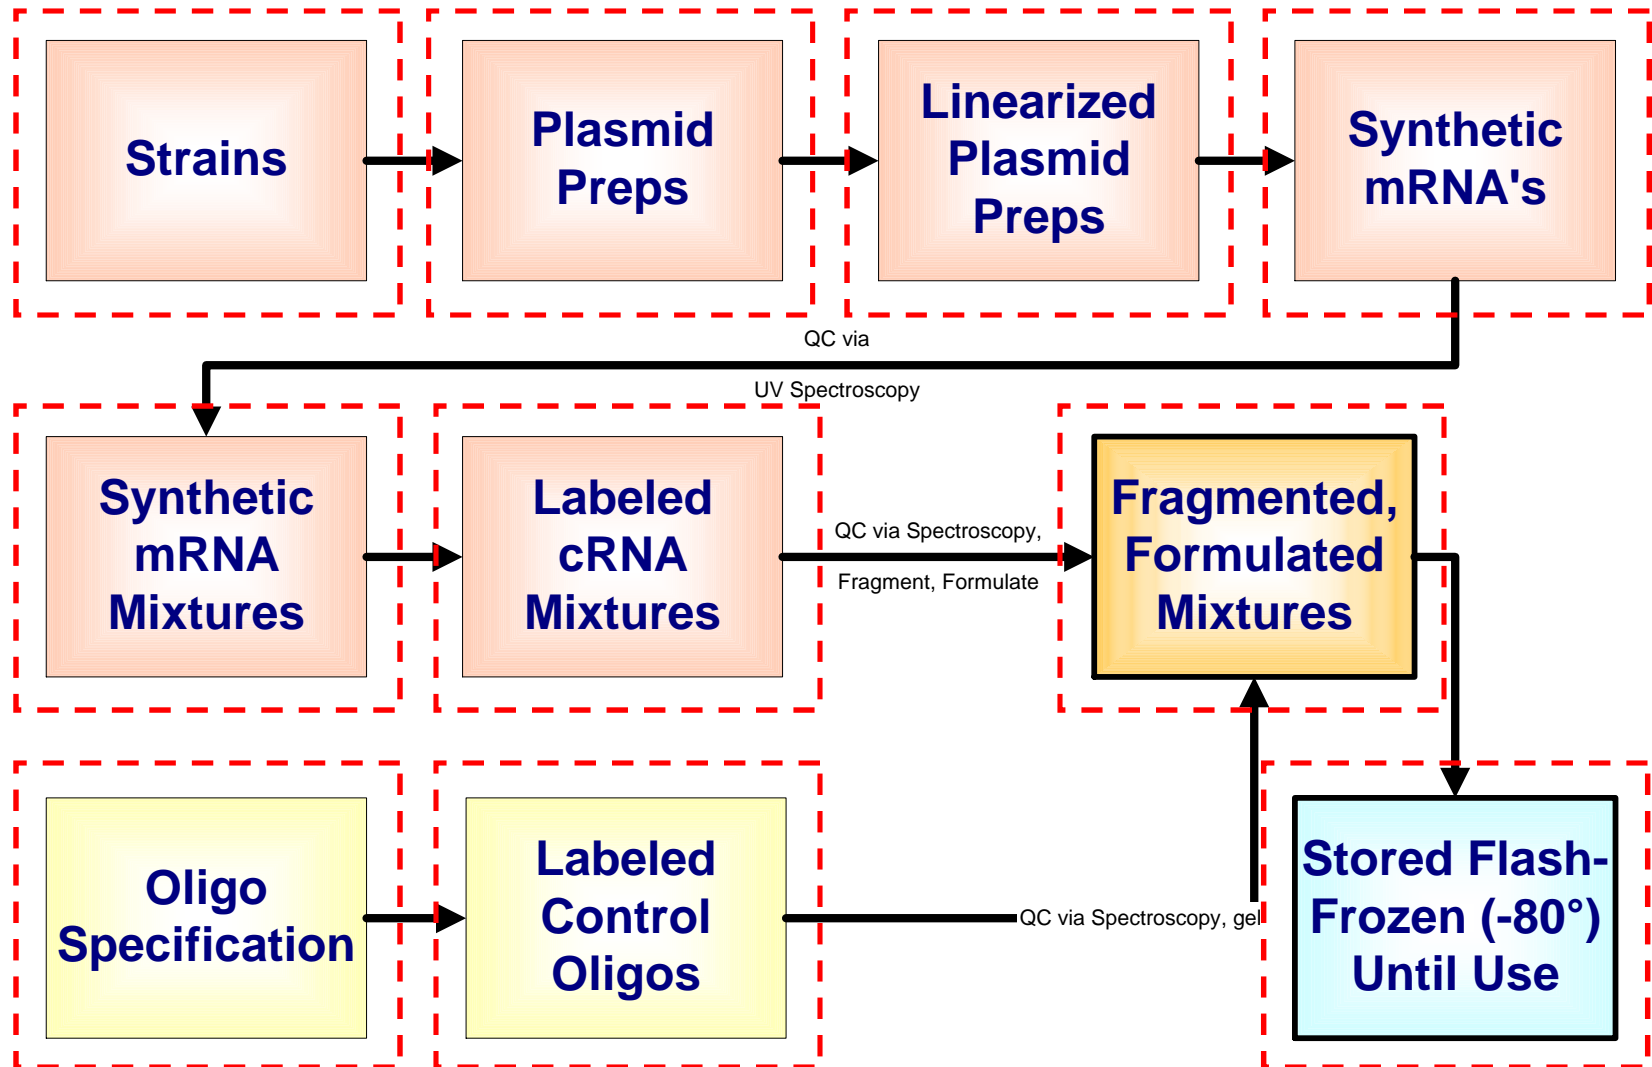 Strains
Plasmid
Preps
Linearized
Plasmid
Preps
Synthetic
mRNA's
QC via
UV Spectroscopy
Synthetic
mRNA
Mixtures
Labeled
cRNA
Mixtures
QC via Spectroscopy,
Fragment, Formulate
Fragmented,
Formulated
Mixtures
Oligo
Specification
Labeled
Control
Oligos
QC via Spectroscopy, gel
Stored Flash-
Frozen (-80°)
Until Use